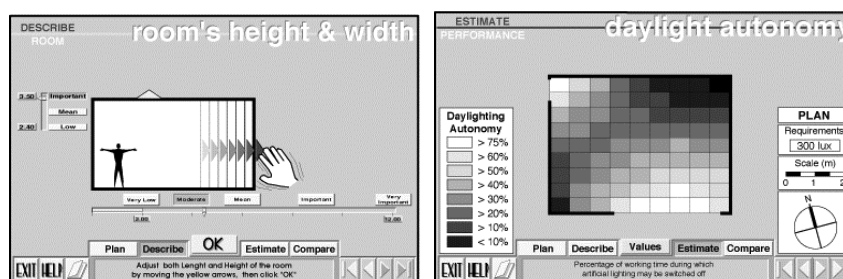 DESCRIBE
ROOM
room's height & width
3.50
Important
Mean
2.40
Low
Very Low
Moderate
Mean
Important
Very
Important
12.00
Plan
Describe
OK
Estimate
Compare
EXIT
HELP
Adjust both Lenght and Height of the room
by moving the yellow arrows, then click "OK"
ESTIMATE
PERFORMANCE
daylight autonomy
Daylighting
Autonomy
> 75%
> 60%
> 50%
> 40%
> 30%
> 20%
> 10%
< 10%
PLAN
Requirements
300 lux
Scale (m)
0 1 2
N
Plan
Describe
Values
Estimate
Compare
EXIT
HELP
Percentage of working time during which
artificial lighting may be switched off